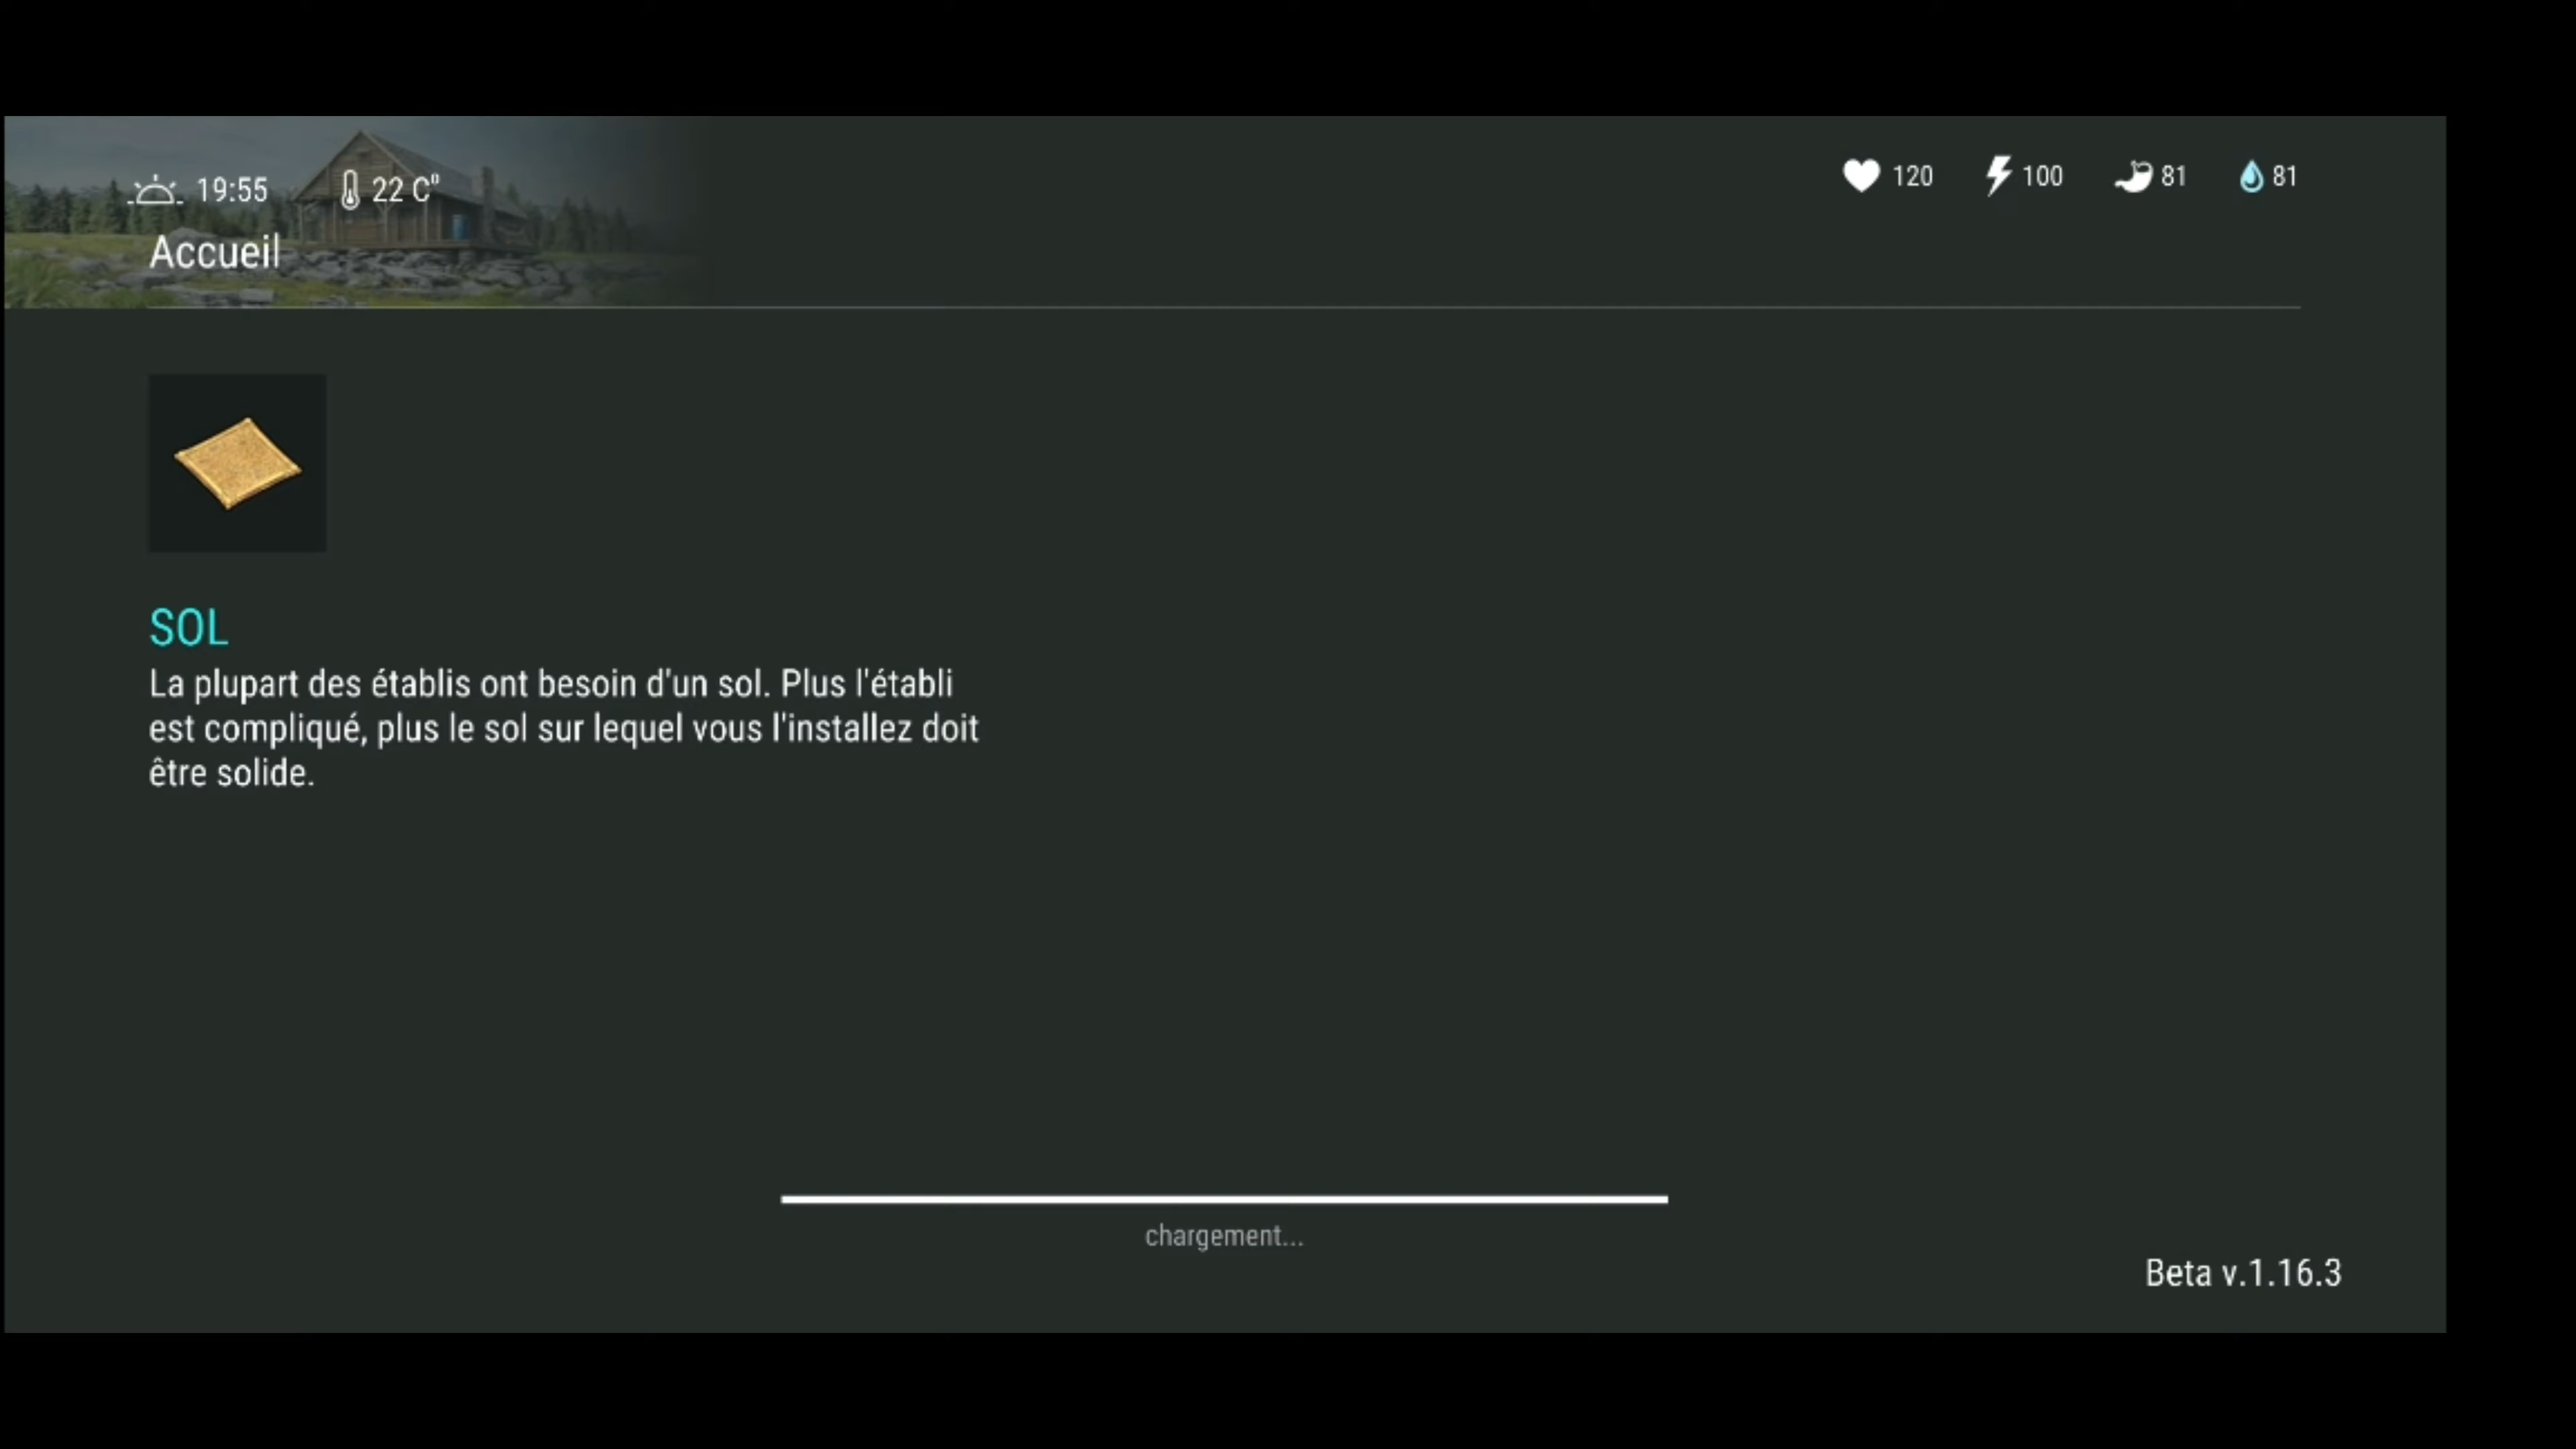 19:55 22 C° 120 100 81 81
Accueil
SOL
La plupart des établis ont besoin d'un sol. Plus l'établi
est compliqué, plus le sol sur lequel vous l'installez doit
être solide.
chargement...
Beta v.1.16.3